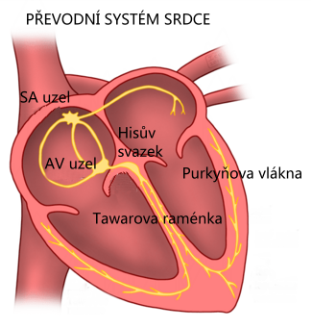 PŘEVODNÍ SYSTÉM SRDCE
SA uzel
Hisův
svazek
AV uzel
Purkyňova vlákna
Tawarova raménka